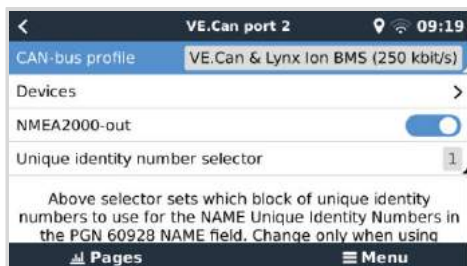 VE.Can port 2 09:19
CAN-bus profile VE.Can & Lynx Ion BMS (250 kbit/s)
Devices
NMEA2000-out
Unique identity number selector 1
Above selector sets which block of unique identity
numbers to use for the NAME Unique Identity Numbers in
the PGN 60928 NAME field. Change only when using
Pages Menu